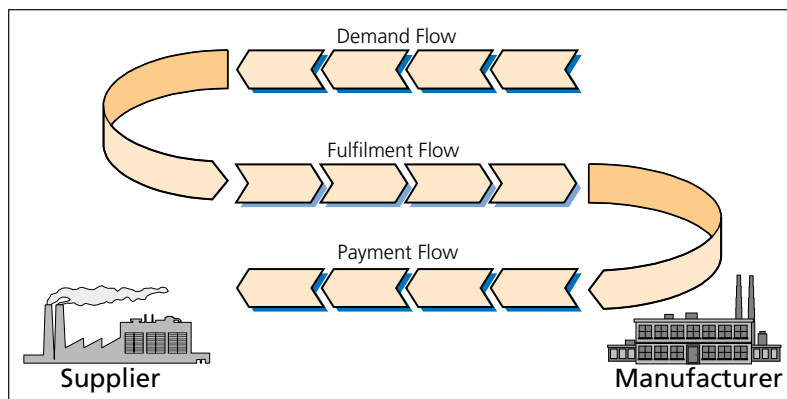 Demand Flow
Fulfilment Flow
Payment Flow
Supplier
Manufacturer